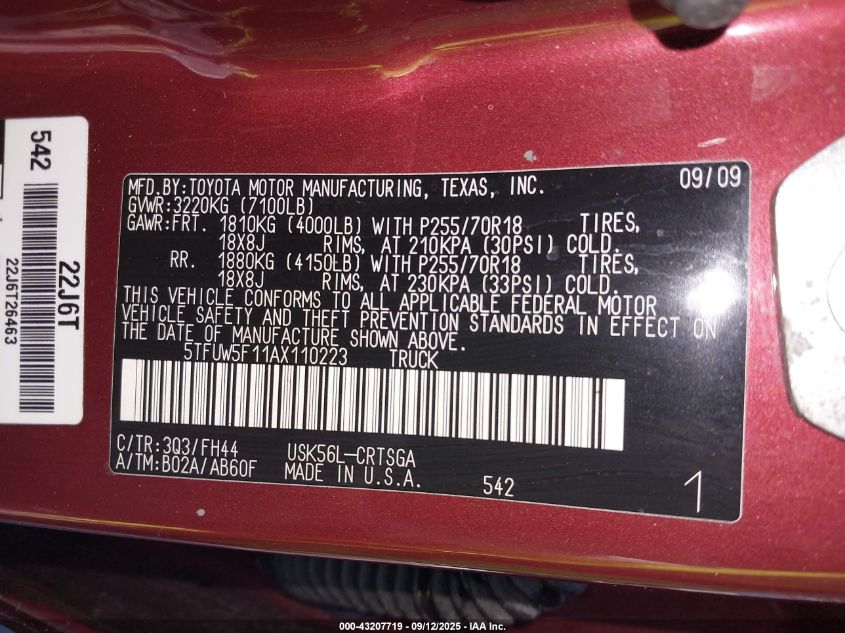 542
22J6T
22J6T26463
MFD.BY:TOYOTA MOTOR MANUFACTURING, TEXAS, INC. 09/09
GVWR:3220KG (7100LB)
GAWR:FRT. 1810KG (4000LB) WITH P255/70R18 TIRES,
18X8J RIMS, AT 210KPA (30PSI) COLD.
RR. 1880KG (4150LB) WITH P255/70R18 TIRES,
18X8J RIMS, AT 230KPA (33PSI) COLD.
THIS VEHICLE CONFORMS TO ALL APPLICABLE FEDERAL MOTOR
VEHICLE SAFETY AND THEFT PREVENTION STANDARDS IN EFFECT ON
THE DATE OF MANUFACTURE SHOWN ABOVE.
5TFUW5F11AX110223 TRUCK
C/TR:3Q3/FH44 USK56L-CRTSGA
A/TM:B02A/AB60F MADE IN U.S.A. 542 1
000-43207719 - 09/12/2025 - IAA Inc.